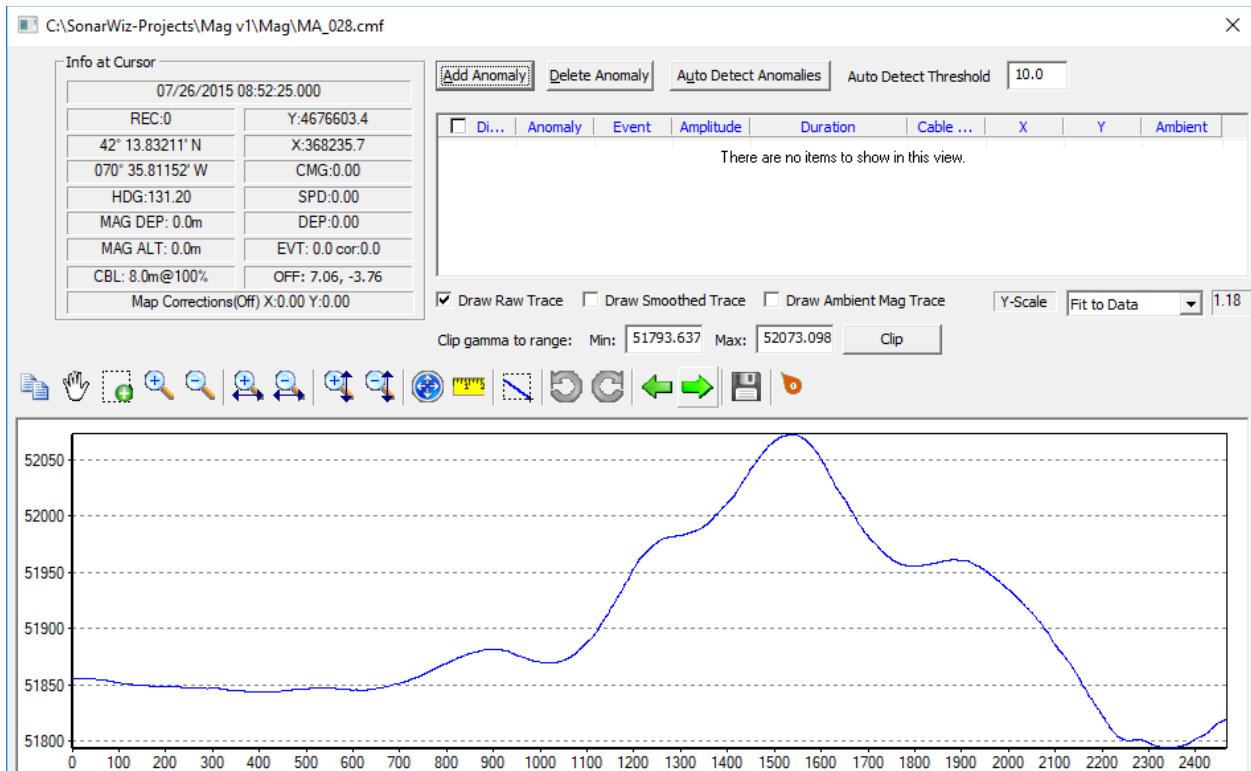 C:\SonarWiz-Projects\Mag v1\Mag\MA_028.cmf
Info at Cursor
07/26/2015 08:52:25.000
REC:0 Y:4676603.4
42° 13.83211' N X:368235.7
070° 35.81152' W CMG:0.00
HDG:131.20 SPD:0.00
MAG DEP: 0.0m DEP:0.00
MAG ALT: 0.0m EVT: 0.0 cor:0.0
CBL: 8.0m@100% OFF: 7.06, -3.76
Map Corrections(Off) X:0.00 Y:0.00
Add Anomaly Delete Anomaly Auto Detect Anomalies Auto Detect Threshold 10.0
Di... Anomaly Event Amplitude Duration Cable ... X Y Ambient
There are no items to show in this view.
Draw Raw Trace Draw Smoothed Trace Draw Ambient Mag Trace Y-Scale Fit to Data 1.18
Clip gamma to range: Min: 51793.637 Max: 52073.098 Clip
52050
52000
51950
51900
51850
51800
0 100 200 300 400 500 600 700 800 900 1000 1100 1200 1300 1400 1500 1600 1700 1800 1900 2000 2100 2200 2300 2400